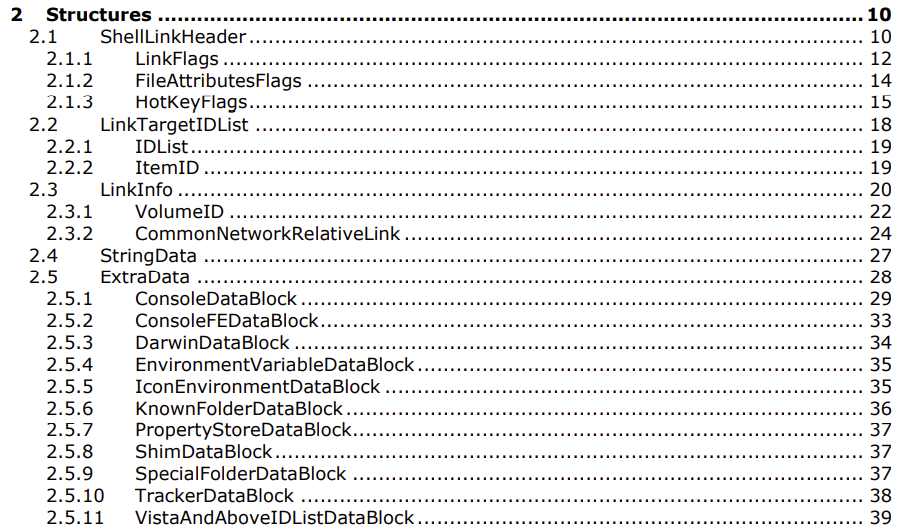 2 Structures ........ 10
2.1 ShellLinkHeader ........ 10
2.1.1 LinkFlags ........ 12
2.1.2 FileAttributesFlags ........ 14
2.1.3 HotKeyFlags ........ 15
2.2 LinkTargetIDList ........ 18
2.2.1 IDList ........ 19
2.2.2 ItemID ........ 19
2.3 LinkInfo ........ 20
2.3.1 VolumeID ........ 22
2.3.2 CommonNetworkRelativeLink ........ 24
2.4 StringData ........ 27
2.5 ExtraData ........ 28
2.5.1 ConsoleDataBlock ........ 29
2.5.2 ConsoleFEDataBlock ........ 33
2.5.3 DarwinDataBlock ........ 34
2.5.4 EnvironmentVariableDataBlock ........ 35
2.5.5 IconEnvironmentDataBlock ........ 35
2.5.6 KnownFolderDataBlock ........ 36
2.5.7 PropertyStoreDataBlock ........ 37
2.5.8 ShimDataBlock ........ 37
2.5.9 SpecialFolderDataBlock ........ 37
2.5.10 TrackerDataBlock ........ 38
2.5.11 VistaAndAboveIDListDataBlock ........ 39